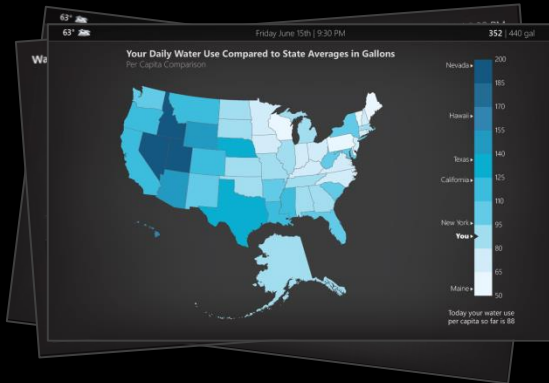 63°
63°
Friday June 15th | 9:30 PM
352 | 440 gal
Wa
Your Daily Water Use Compared to State Averages in Gallons
Per Capita Comparison
Nevada
200
185
170
Hawaii
155
Texas
140
California
125
110
New York
95
You
80
65
Maine
50
Today your water use
per capita so far is 88